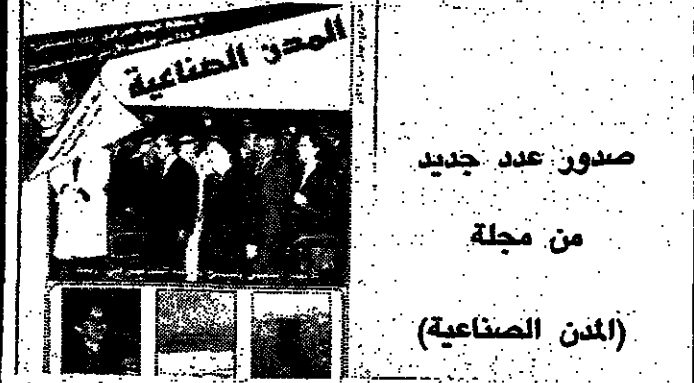 المدن الصناعية
صدور عدد جديد
من مجلة
(المدن الصناعية)